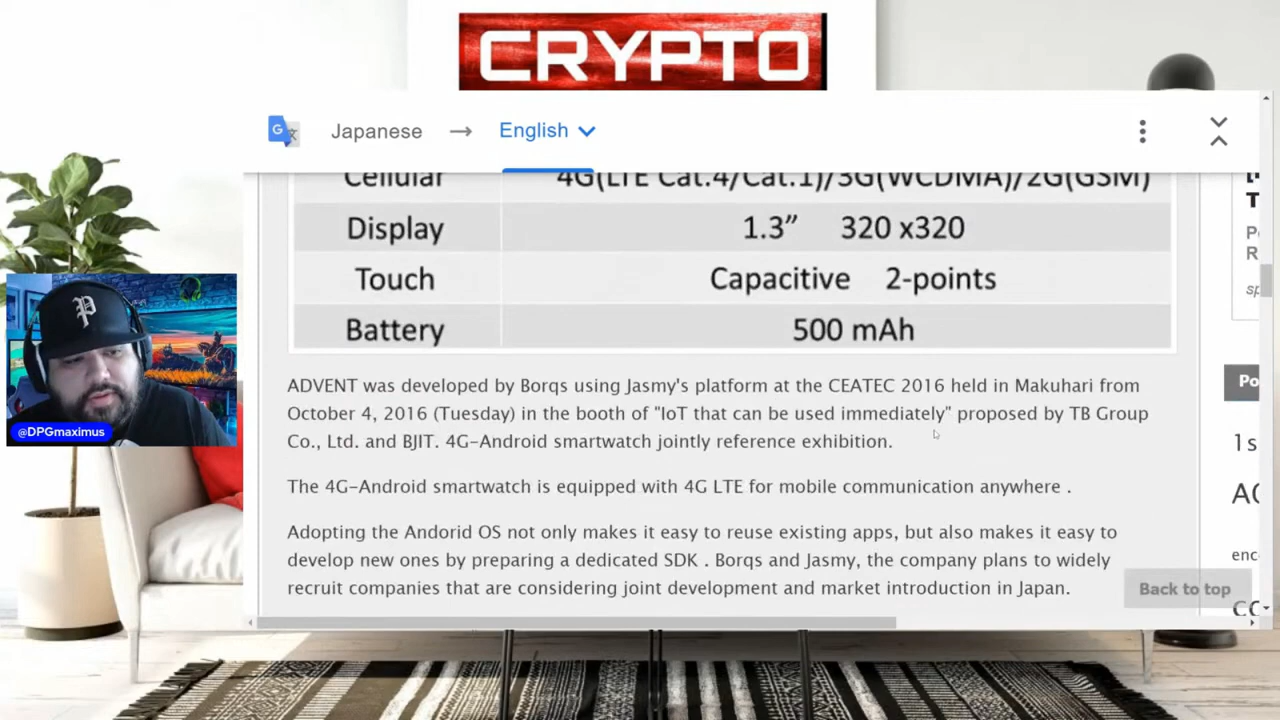 CRYPTO
Japanese → English
Cellular 4G(LTE Cat.4/Cat.1)/3G(WCDMA)/2G(GSM)
Display 1.3” 320 x320
Touch Capacitive 2-points
Battery 500 mAh
ADVENT was developed by Borqs using Jasmy's platform at the CEATEC 2016 held in Makuhari from
October 4, 2016 (Tuesday) in the booth of "IoT that can be used immediately" proposed by TB Group
Co., Ltd. and BJIT. 4G-Android smartwatch jointly reference exhibition.
The 4G-Android smartwatch is equipped with 4G LTE for mobile communication anywhere .
Adopting the Andorid OS not only makes it easy to reuse existing apps, but also makes it easy to
develop new ones by preparing a dedicated SDK . Borqs and Jasmy, the company plans to widely
recruit companies that are considering joint development and market introduction in Japan.
Back to top
@DPGmaximus
P